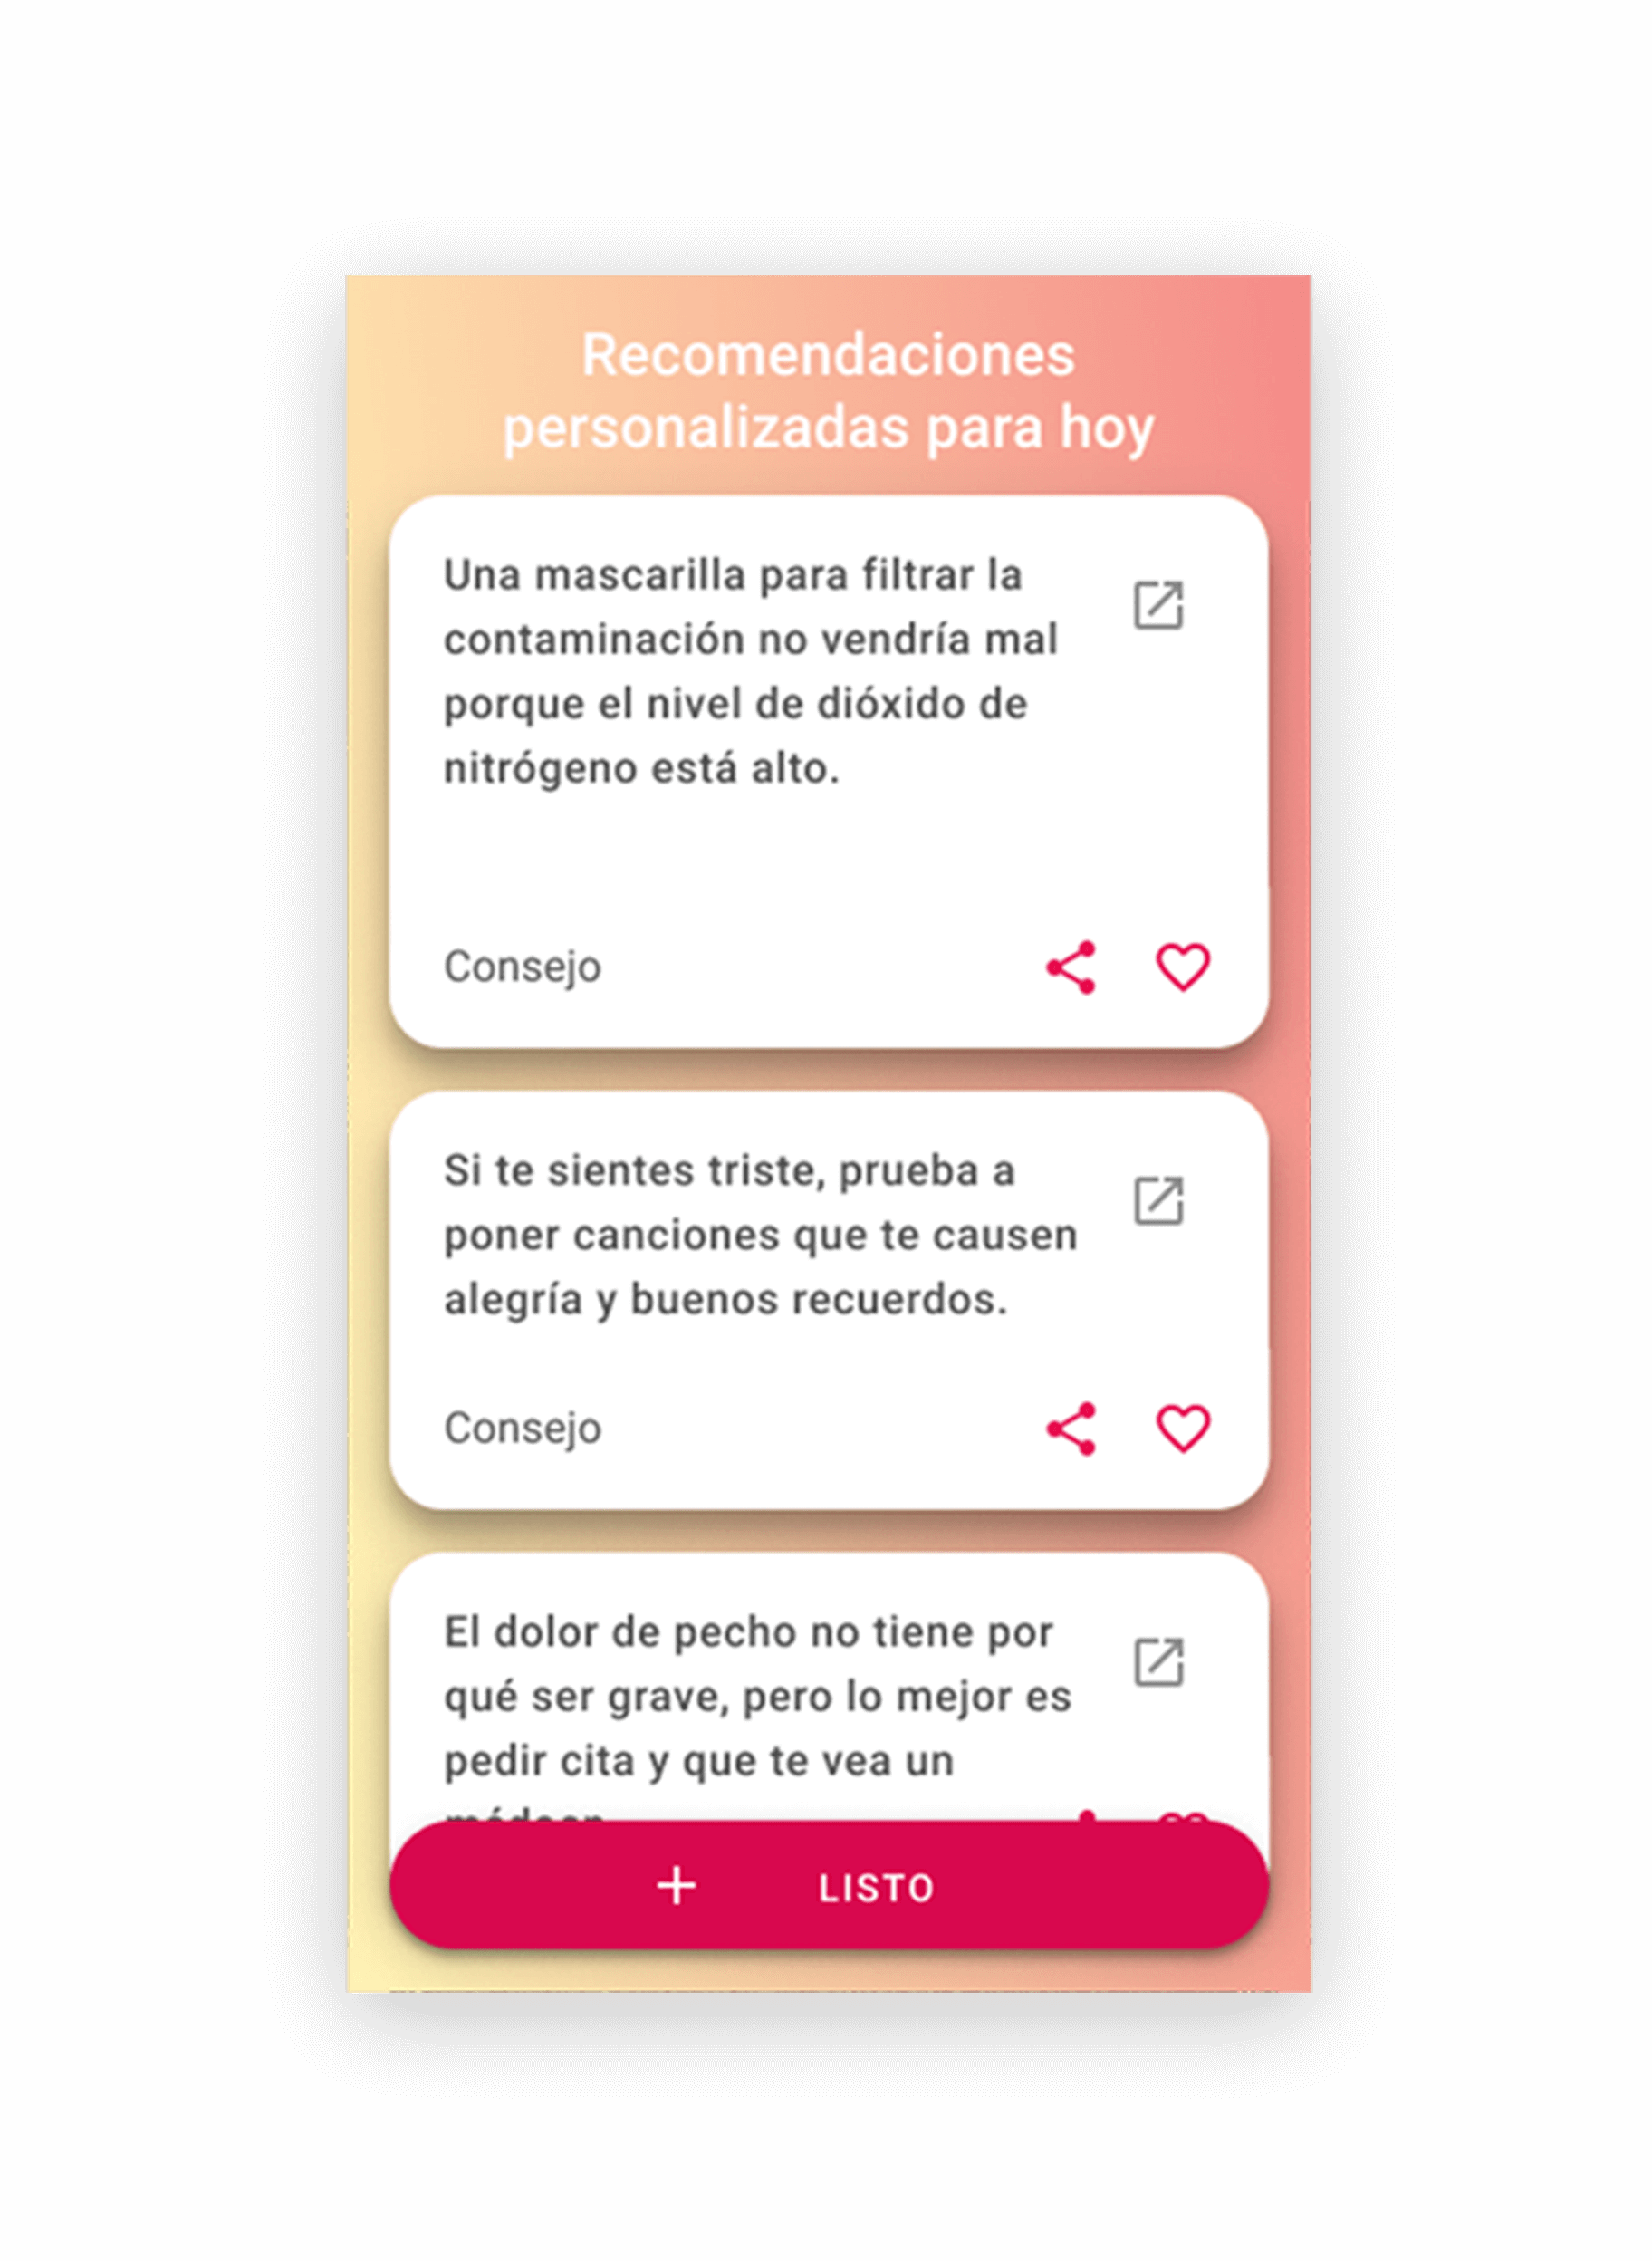 Recomendaciones
personalizadas para hoy
Una mascarilla para filtrar la
contaminación no vendría mal
porque el nivel de dióxido de
nitrógeno está alto.
Consejo
Si te sientes triste, prueba a
poner canciones que te causen
alegría y buenos recuerdos.
Consejo
El dolor de pecho no tiene por
qué ser grave, pero lo mejor es
pedir cita y que te vea un
+ LISTO